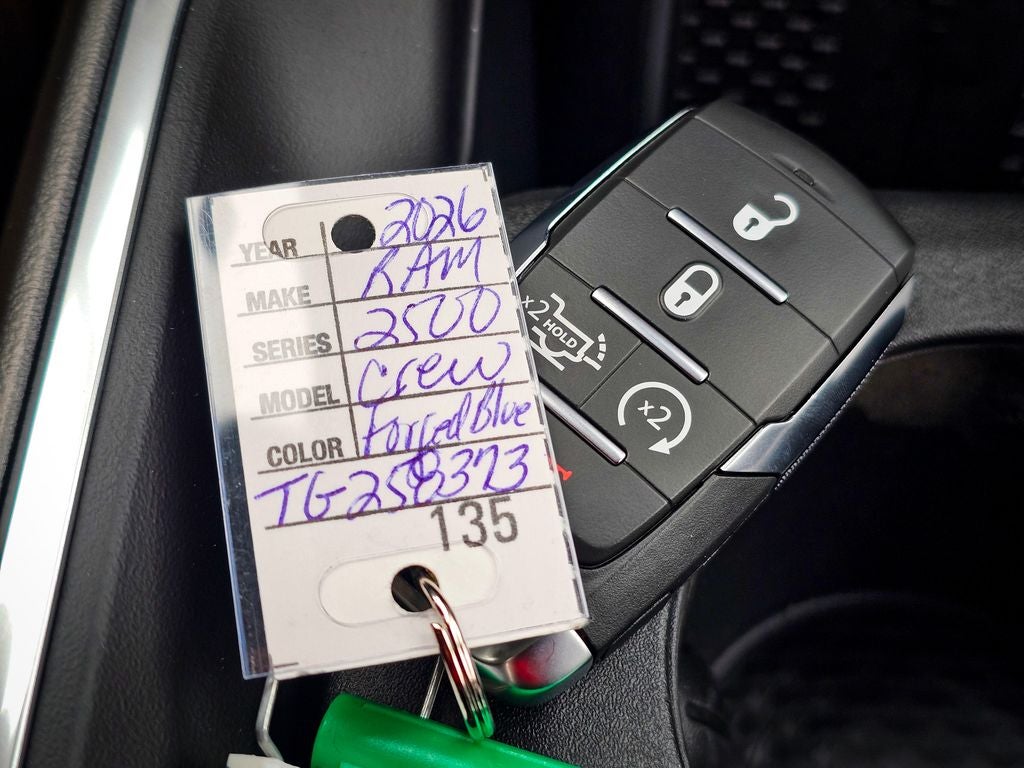 YEAR 2026
MAKE RAM
SERIES 2500
MODEL Crew
COLOR Forged Blue
TG258373
135
x2 HOLD
x2